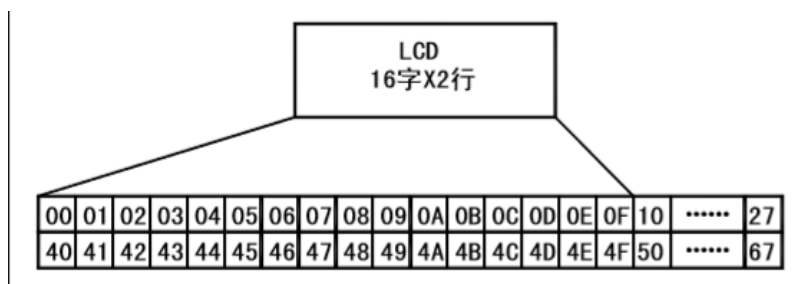 LCD
16字X2行
00 01 02 03 04 05 06 07 08 09 0A 0B 0C 0D 0E 0F 10 ······ 27
40 41 42 43 44 45 46 47 48 49 4A 4B 4C 4D 4E 4F 50 ······ 67